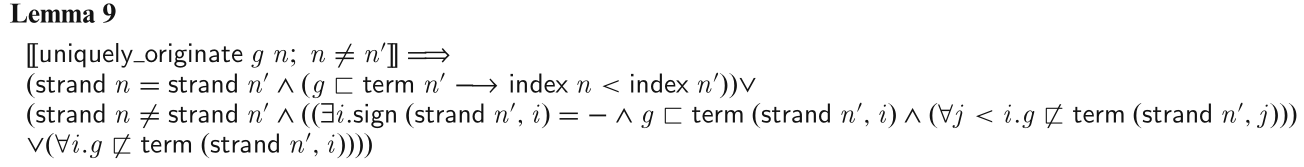 Lemma 9
⟦uniquely_originate g n; n ≠ n′⟧ ⟹
(strand n = strand n′ ∧ (g ⊏ term n′ ⟶ index n < index n′))∨
(strand n ≠ strand n′ ∧ ((∃i.sign (strand n′, i) = − ∧ g ⊏ term (strand n′, i) ∧ (∀j < i.g ⋢ term (strand n′, j)))
∨(∀i.g ⋢ term (strand n′, i))))